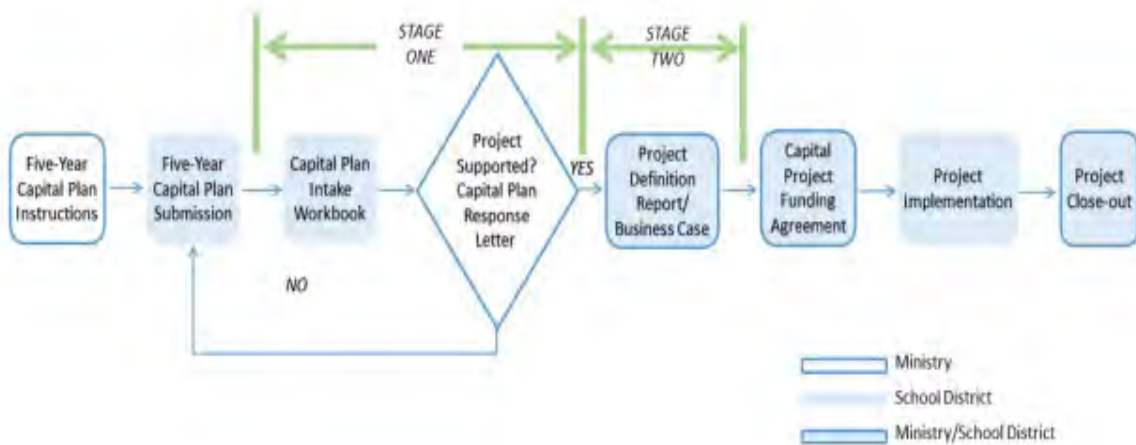 STAGE
ONE
STAGE
TWO
Five-Year
Capital Plan
Instructions
Five-Year
Capital Plan
Submission
Capital Plan
Intake
Workbook
Project
Supported?
Capital Plan
Response
Letter
YES
Project
Definition
Report/
Business Case
Capital
Project
Funding
Agreement
Project
Implementation
Project
Close-out
NO
Ministry
School District
Ministry/School District